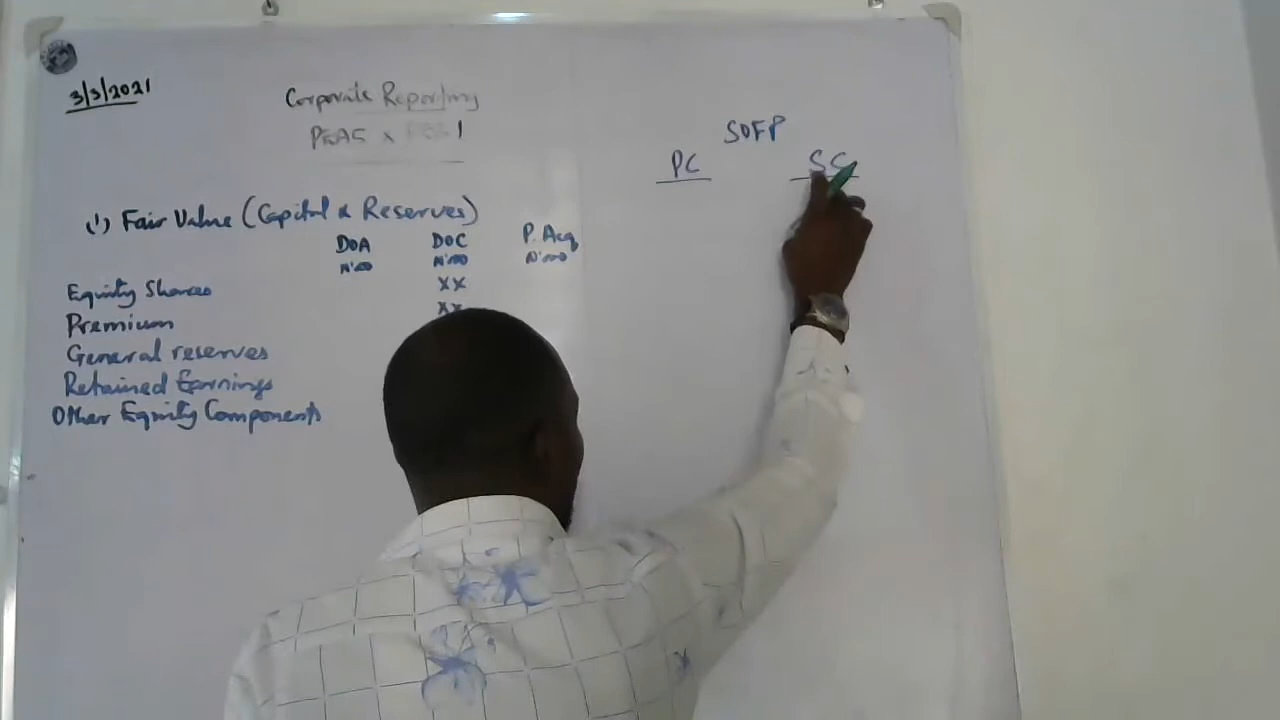 3/3/2021
Corporate Reporting
1
SOFP
PC SC
(1) Fair Value (Capital & Reserves)
DOA DOC P. Acq
N'000 N'000 N'000
Equity Shares XX
Premium XX
General reserves
Retained Earnings
Other Equity Components